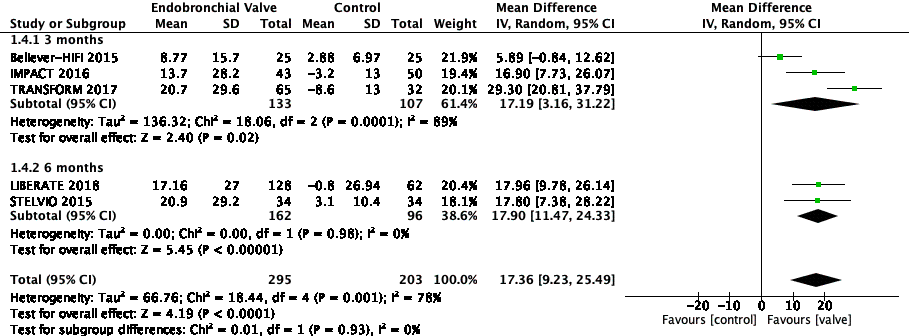 Endobronchial Valve Control Mean Difference Mean Difference
Study or Subgroup Mean SD Total Mean SD Total Weight IV, Random, 95% CI IV, Random, 95% CI
1.4.1 3 months
Believer-HIFI 2015 8.77 15.7 25 2.88 6.97 25 21.9% 5.89 [-0.84, 12.62]
IMPACT 2016 13.7 28.2 43 -3.2 13 50 19.4% 16.90 [7.73, 26.07]
TRANSFORM 2017 20.7 29.6 65 -8.6 13 32 20.1% 29.30 [20.81, 37.79]
Subtotal (95% CI) 133 107 61.4% 17.19 [3.16, 31.22]
Heterogeneity: Tau² = 136.32; Chi² = 18.06, df = 2 (P = 0.0001); I² = 89%
Test for overall effect: Z = 2.40 (P = 0.02)
1.4.2 6 months
LIBERATE 2018 17.16 27 128 -0.8 26.94 62 20.4% 17.96 [9.78, 26.14]
STELVIO 2015 20.9 29.2 34 3.1 10.4 34 18.1% 17.80 [7.38, 28.22]
Subtotal (95% CI) 162 96 38.6% 17.90 [11.47, 24.33]
Heterogeneity: Tau² = 0.00; Chi² = 0.00, df = 1 (P = 0.98); I² = 0%
Test for overall effect: Z = 5.45 (P < 0.00001)
Total (95% CI) 295 203 100.0% 17.36 [9.23, 25.49]
Heterogeneity: Tau² = 66.76; Chi² = 18.44, df = 4 (P = 0.001); I² = 78%
Test for overall effect: Z = 4.19 (P < 0.0001)
Test for subgroup differences: Chi² = 0.01, df = 1 (P = 0.93), I² = 0%
-20 -10 0 10 20
Favours [control] Favours [valve]